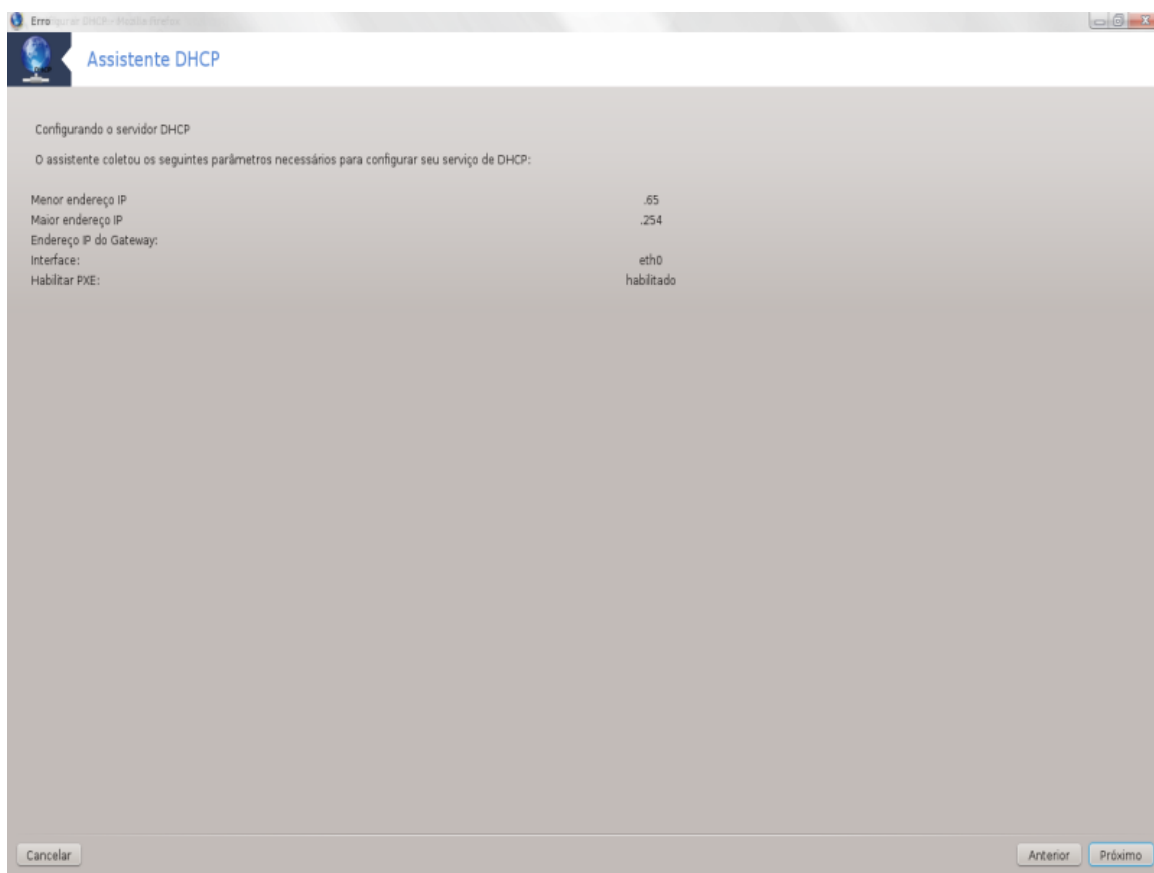 Erro
Assistente DHCP
Configurando o servidor DHCP
O assistente coletou os seguintes parâmetros necessários para configurar seu serviço de DHCP:
Menor endereço IP .65
Maior endereço IP .254
Endereço IP do Gateway:
Interface: eth0
Habilitar PXE: habilitado
Cancelar Anterior Próximo